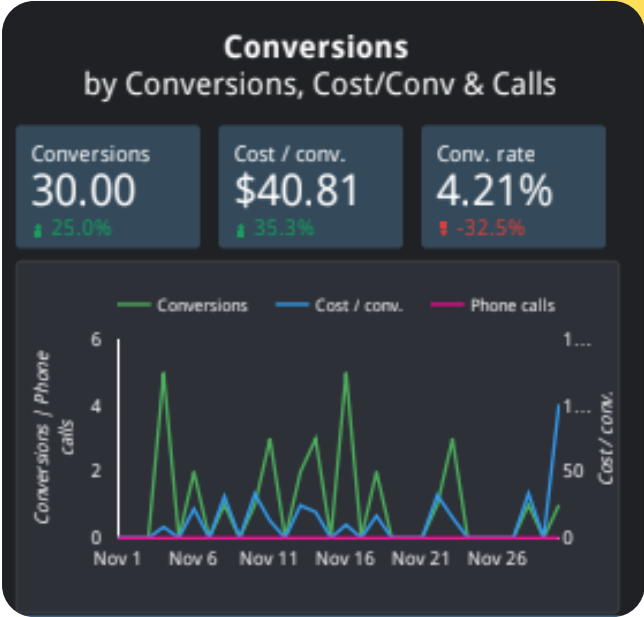 Conversions
by Conversions, Cost/Conv & Calls
Conversions
30.00
25.0%
Cost / conv.
$40.81
35.3%
Conv. rate
4.21%
-32.5%
Conversions
Cost / conv.
Phone calls
Conversions | Phone
calls
6
4
2
0
1...
1...
50
0
Cost / conv.
Nov 1
Nov 6
Nov 11
Nov 16
Nov 21
Nov 26